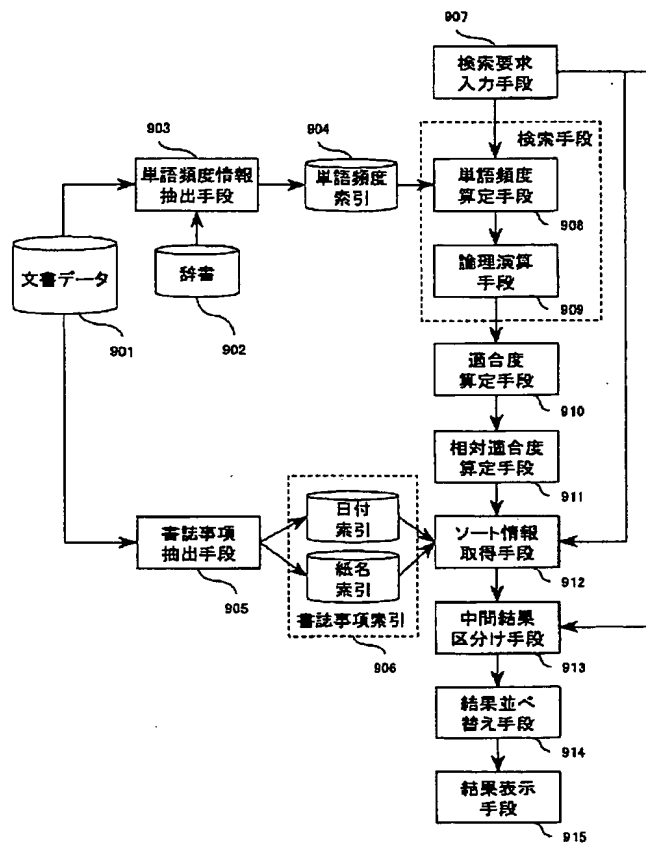 907
検索要求
入力手段
検索手段
903
単語頻度情報
抽出手段
904
単語頻度
索引
単語頻度
算定手段
908
文書データ
901
辞書
902
論理演算
手段
909
適合度
算定手段
910
相対適合度
算定手段
911
書誌事項
抽出手段
905
日付
索引
紙名
索引
書誌事項索引
906
ソート情報
取得手段
912
中間結果
区分け手段
913
結果並べ
替え手段
914
結果表示
手段
915